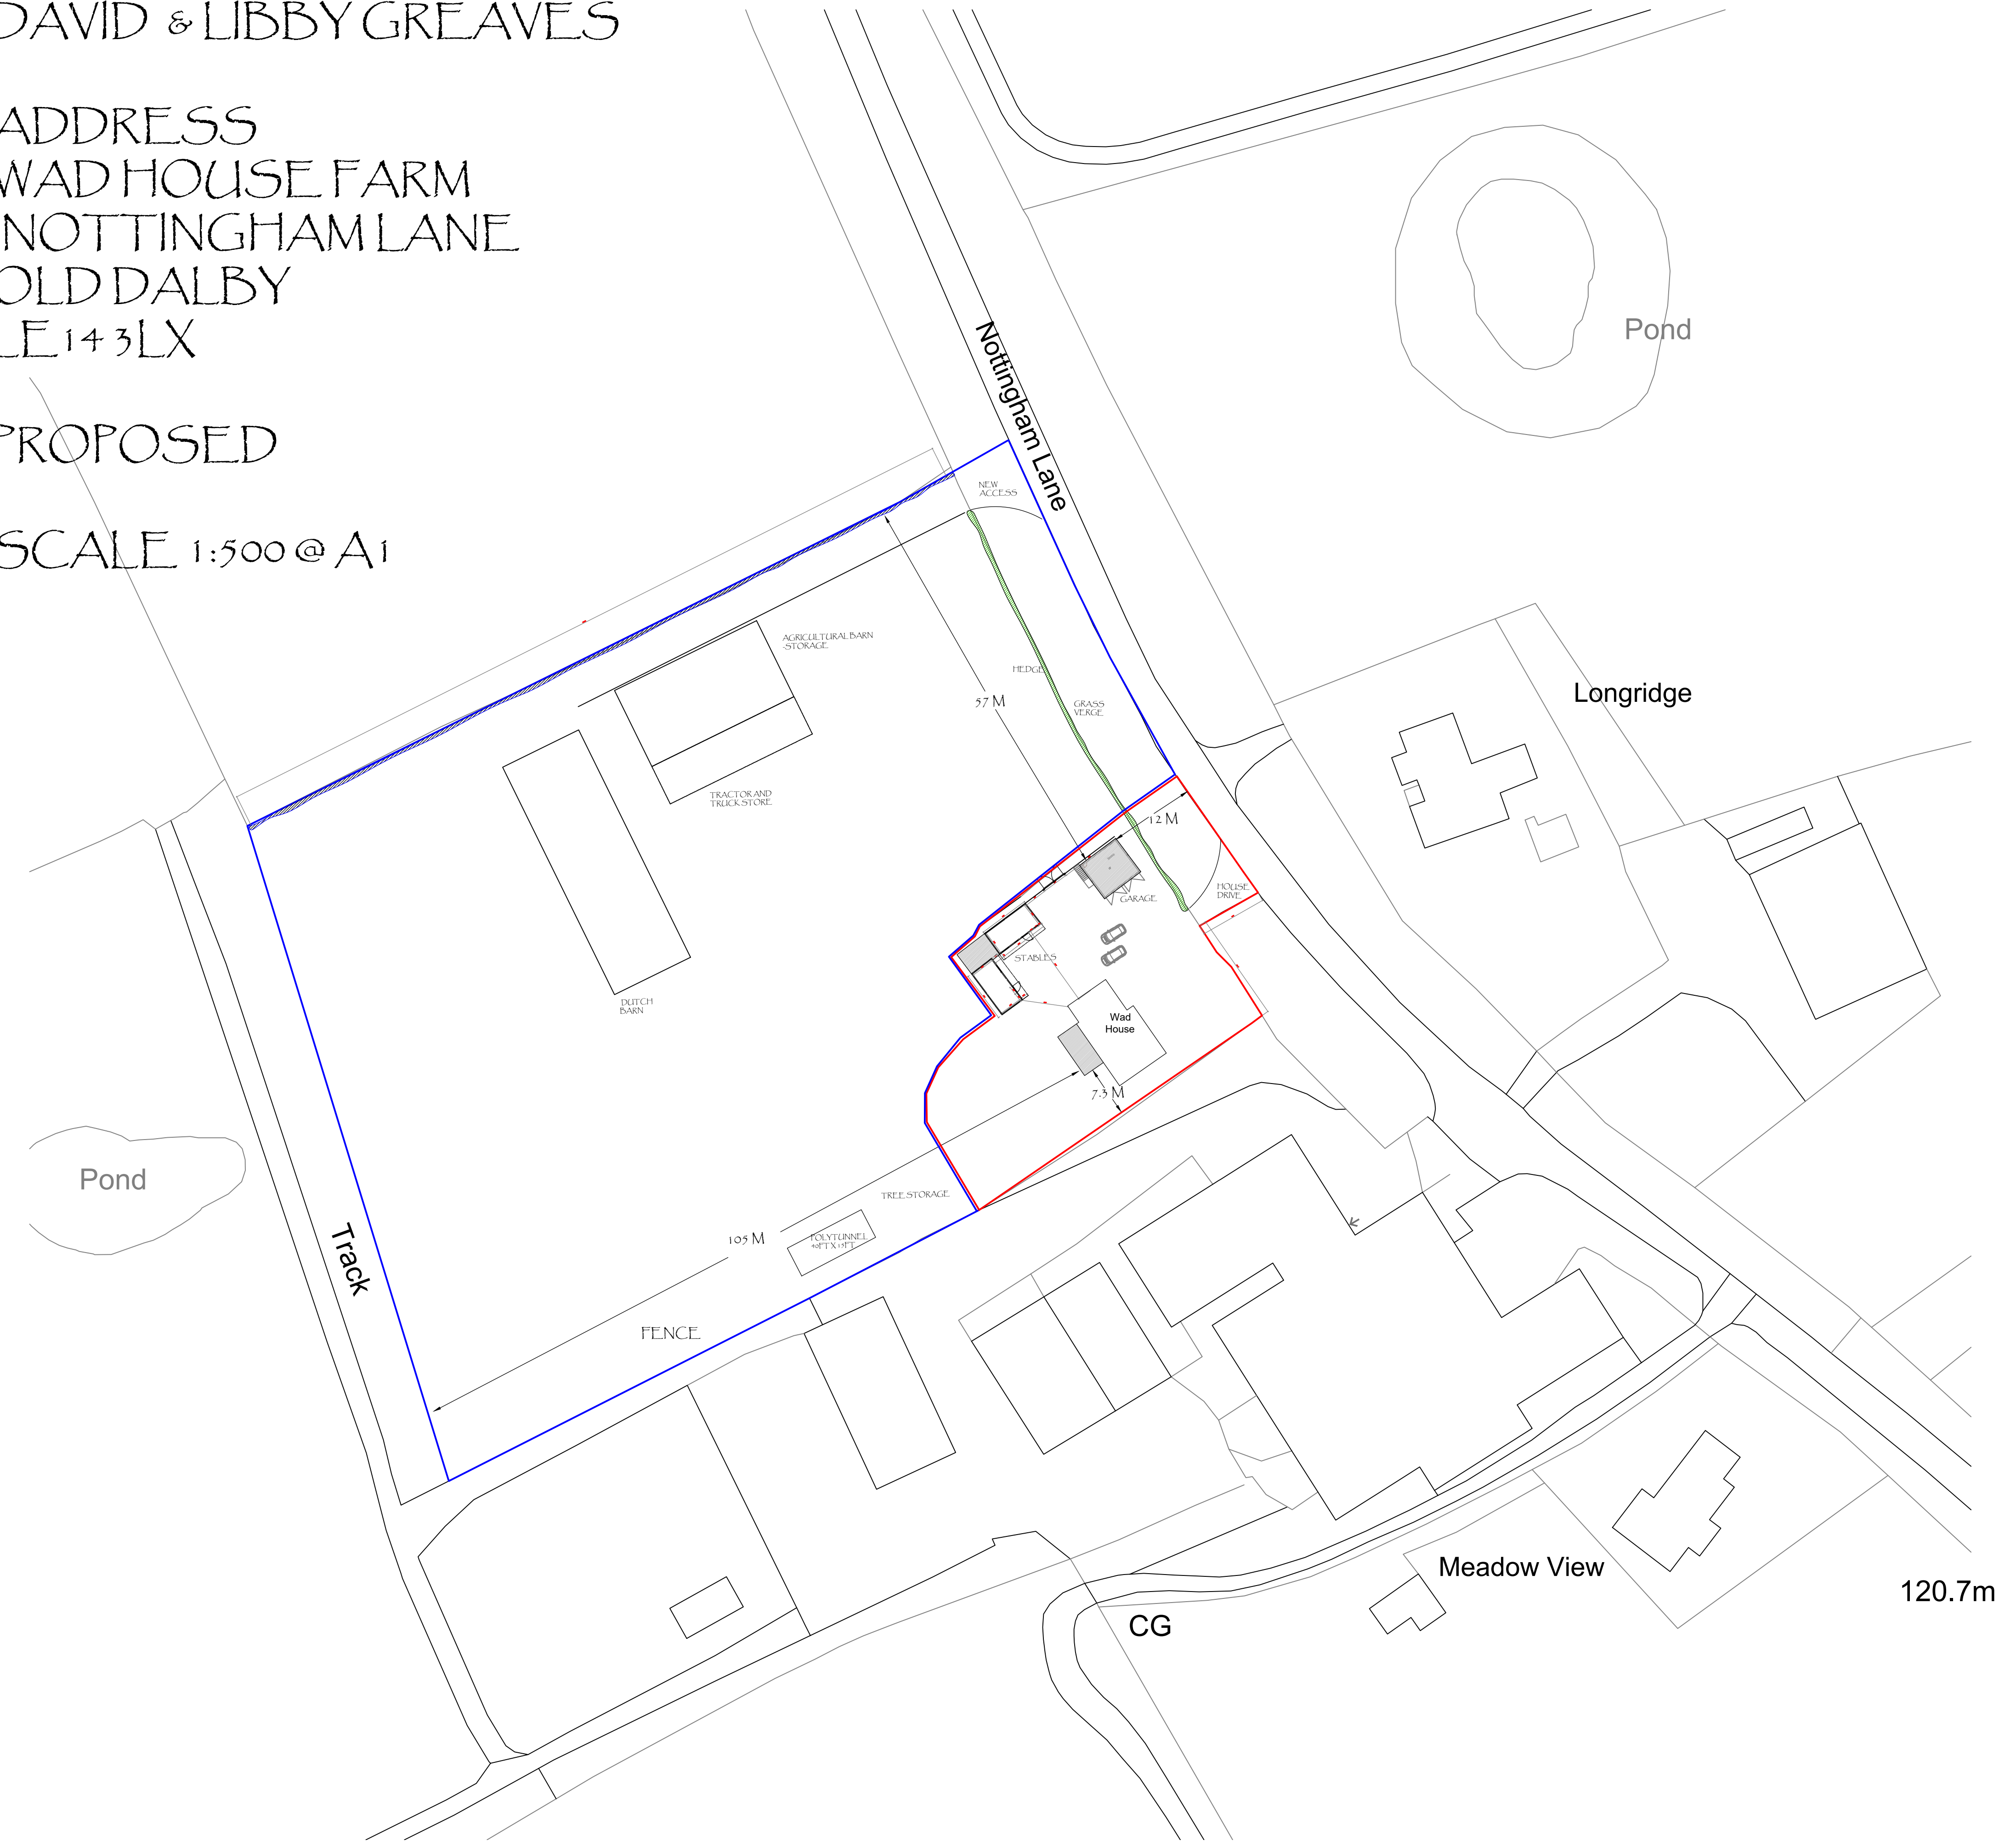 DAVID & LIBBY GREAVES
ADDRESS
WAD HOUSE FARM
1 NOTTINGHAM LANE
OLD DALBY
LE14 3LX
PROPOSED
SCALE 1:500 @ A1
Pond
Nottingham Lane
NEW
ACCESS
AGRICULTURAL BARN
-STORAGE
HEDGE
57 M
GRASS
VERGE
Longridge
TRACTOR AND
TRUCK STORE
12 M
HOUSE
DRIVE
GARAGE
STABLES
DUTCH
BARN
Wad
House
7.3 M
Pond
TREE STORAGE
POLYTUNNEL
40FT X 15FT
105 M
Track
FENCE
Meadow View
120.7m
CG